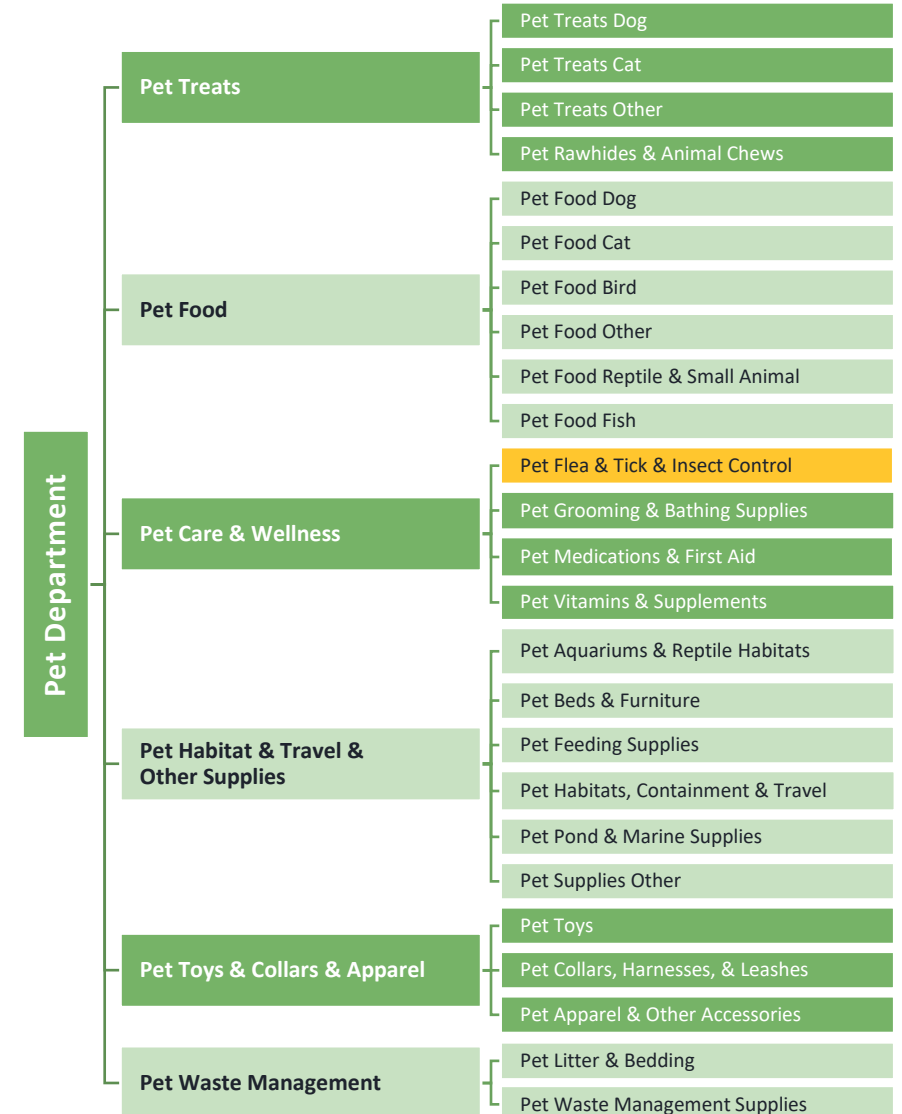 Pet Department
Pet Treats
Pet Treats Dog
Pet Treats Cat
Pet Treats Other
Pet Rawhides & Animal Chews
Pet Food
Pet Food Dog
Pet Food Cat
Pet Food Bird
Pet Food Other
Pet Food Reptile & Small Animal
Pet Food Fish
Pet Care & Wellness
Pet Flea & Tick & Insect Control
Pet Grooming & Bathing Supplies
Pet Medications & First Aid
Pet Vitamins & Supplements
Pet Habitat & Travel &
Other Supplies
Pet Aquariums & Reptile Habitats
Pet Beds & Furniture
Pet Feeding Supplies
Pet Habitats, Containment & Travel
Pet Pond & Marine Supplies
Pet Supplies Other
Pet Toys & Collars & Apparel
Pet Toys
Pet Collars, Harnesses, & Leashes
Pet Apparel & Other Accessories
Pet Waste Management
Pet Litter & Bedding
Pet Waste Management Supplies